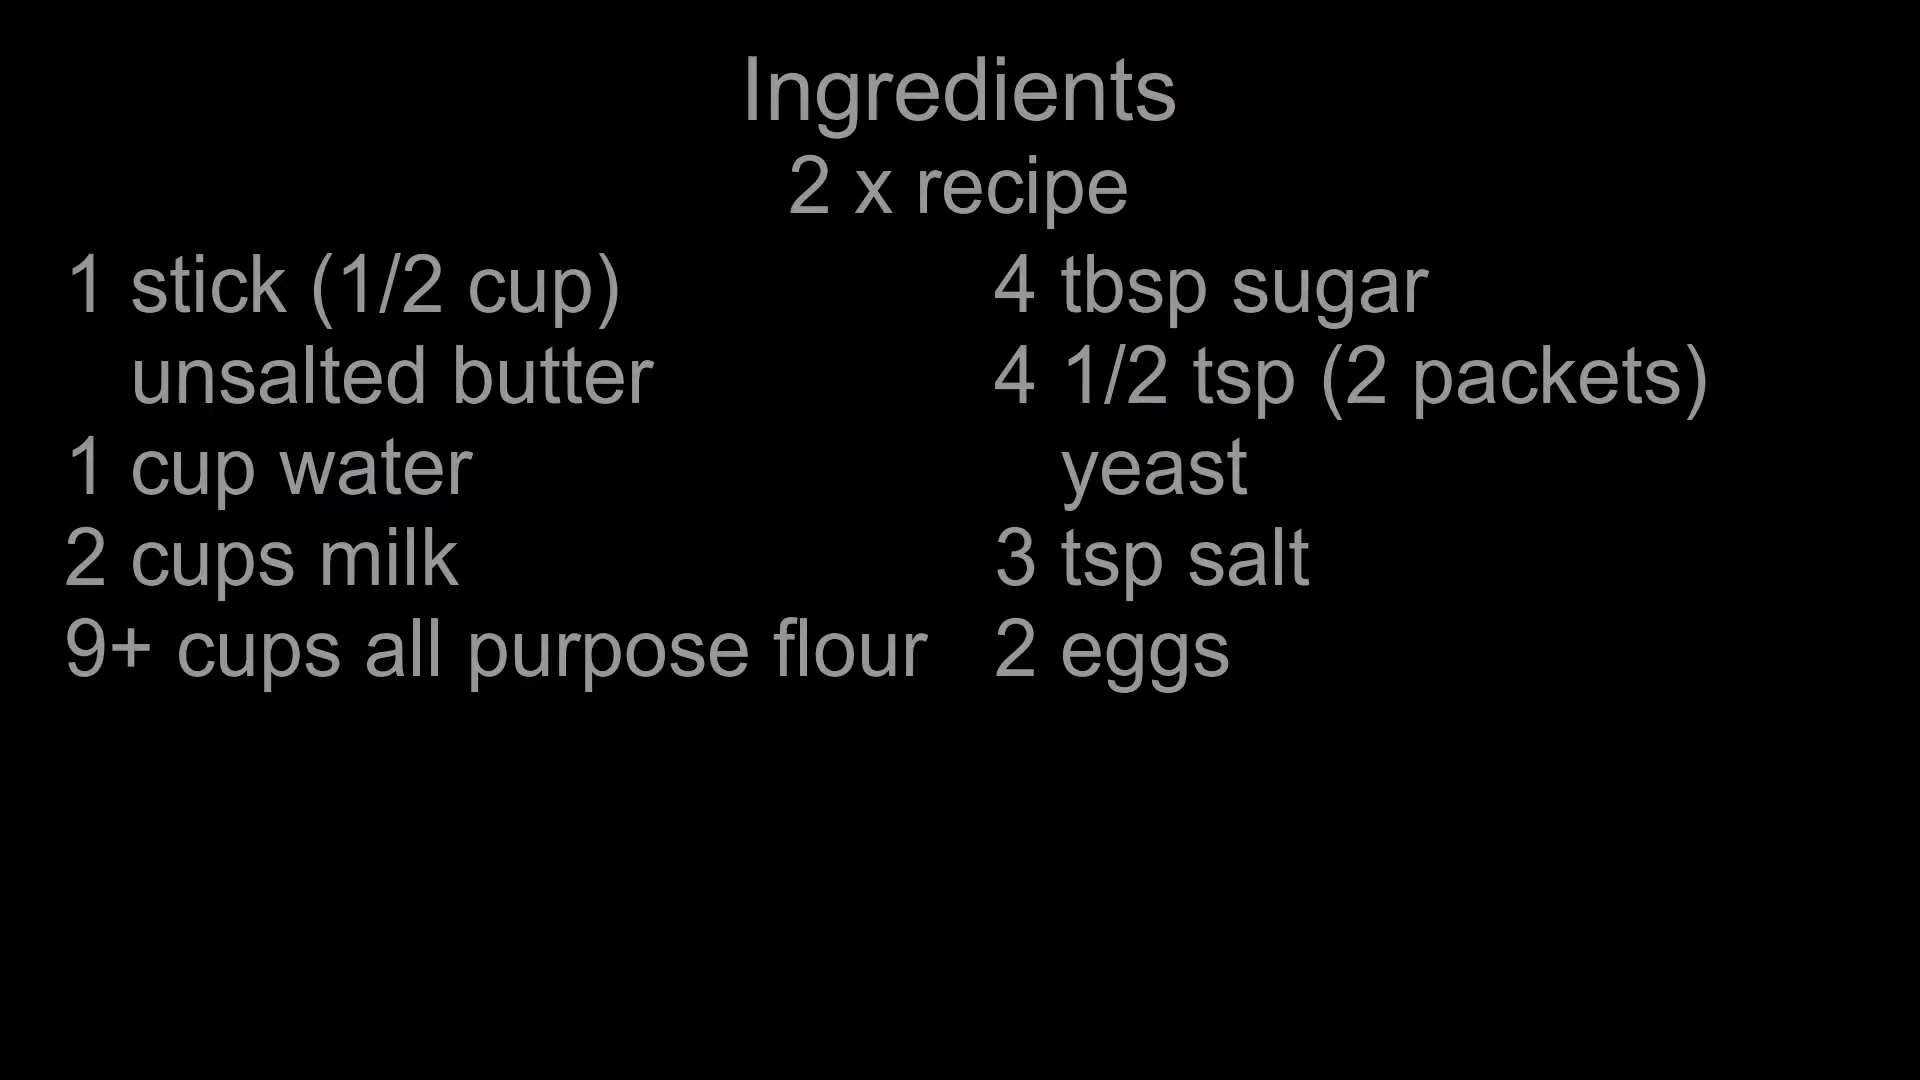 Ingredients
2 x recipe
1 stick (1/2 cup)
unsalted butter
1 cup water
2 cups milk
9+ cups all purpose flour
4 tbsp sugar
4 1/2 tsp (2 packets)
yeast
3 tsp salt
2 eggs